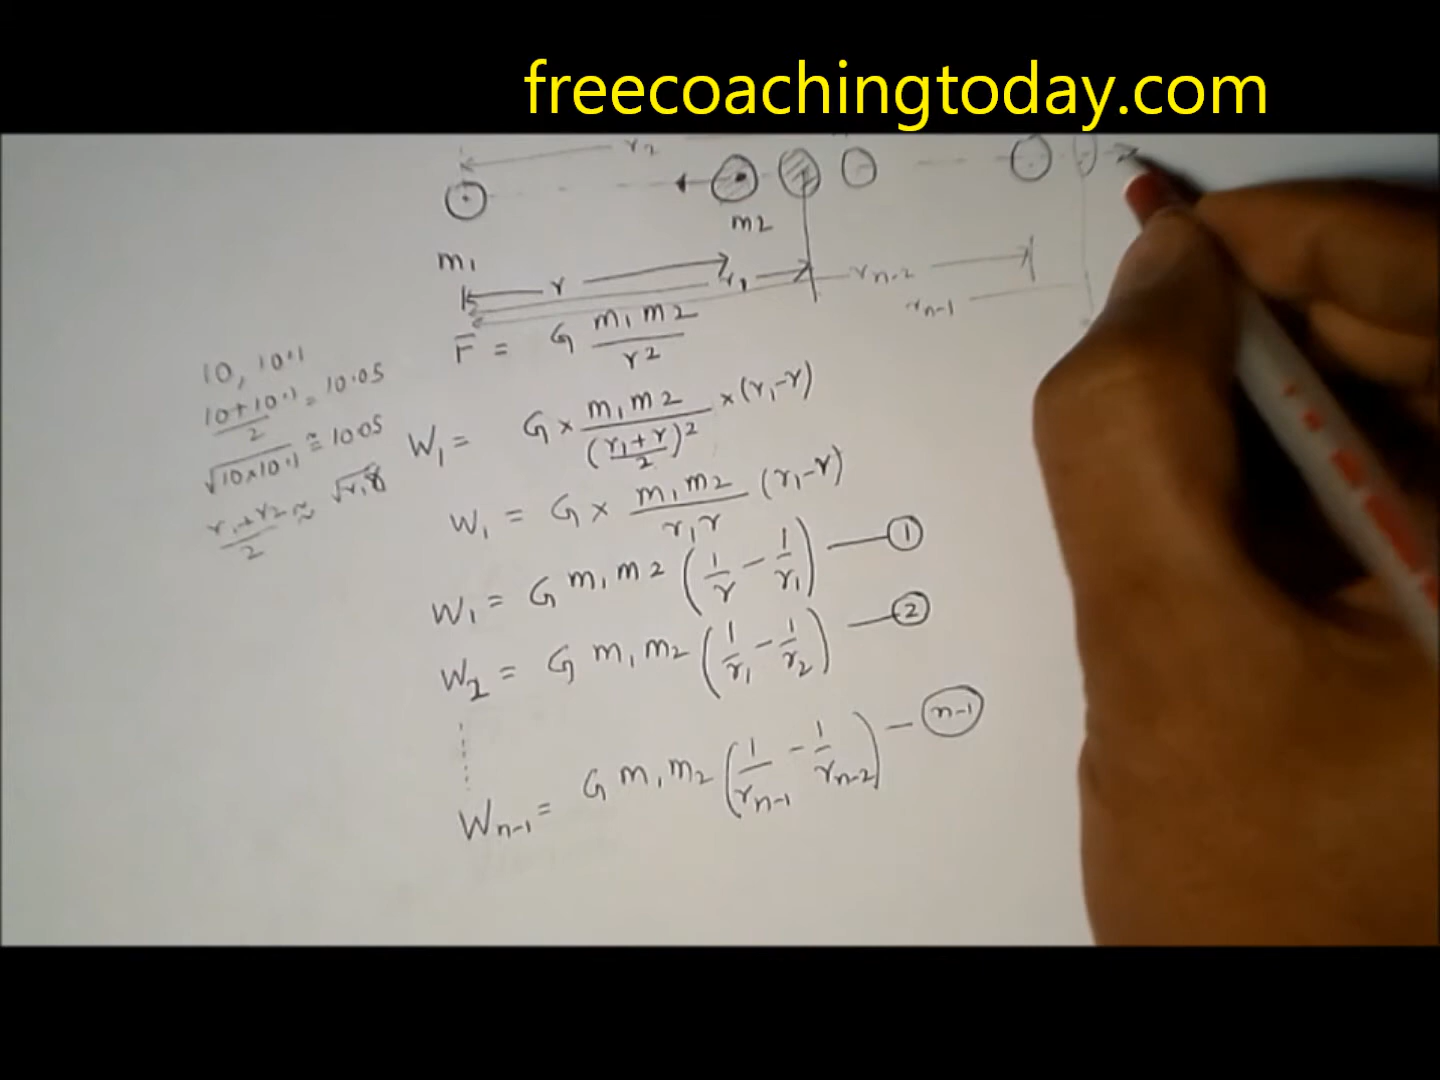 freecoachingtoday.com
r2
m2
m1
r
r1
rn-2
rn-1
F̄ = G m1 m2 / r²
10, 10.1
(10+10.1)/2 = 10.05
√(10×10.1) ≅ 10.05
(r1+r2)/2 ≈ √r1r
W1 = G × m1 m2 / ((r1+r)/2)² × (r1-r)
W1 = G × m1 m2 / r1r (r1-r)
W1 = G m1 m2 (1/r - 1/r1) — ①
W2 = G m1 m2 (1/r1 - 1/r2) — ②
Wn-1 = G m1 m2 (1/rn-1 - 1/rn-2) — (n-1)